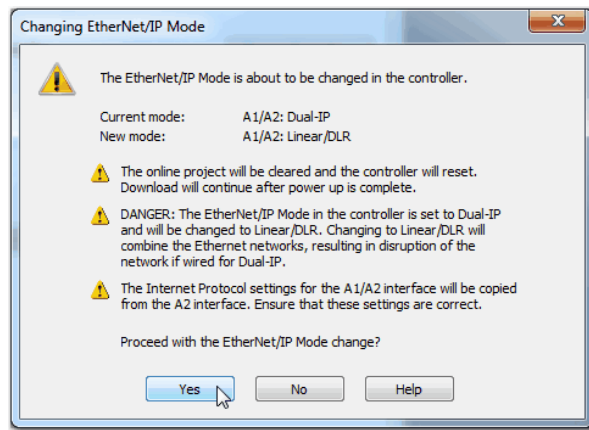 Changing EtherNet/IP Mode
The EtherNet/IP Mode is about to be changed in the controller.
Current mode: A1/A2: Dual-IP
New mode: A1/A2: Linear/DLR
The online project will be cleared and the controller will reset.
Download will continue after power up is complete.
DANGER: The EtherNet/IP Mode in the controller is set to Dual-IP
and will be changed to Linear/DLR. Changing to Linear/DLR will
combine the Ethernet networks, resulting in disruption of the
network if wired for Dual-IP.
The Internet Protocol settings for the A1/A2 interface will be copied
from the A2 interface. Ensure that these settings are correct.
Proceed with the EtherNet/IP Mode change?
Yes No Help